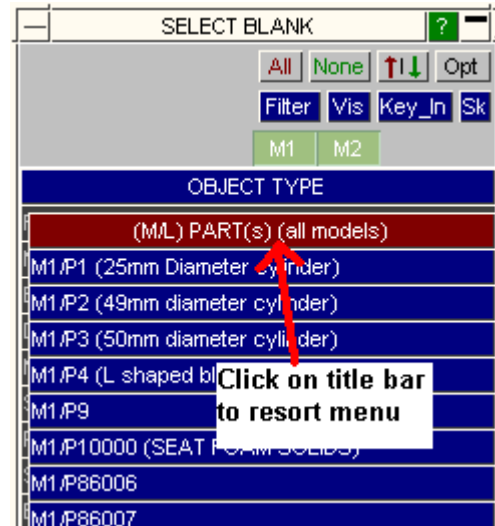 SELECT BLANK ?
All None Opt
Filter Vis Key_In Sk
M1 M2
OBJECT TYPE
(M/L) PART(s) (all models)
M1/P1 (25mm Diameter cylinder)
M1/P2 (49mm diameter cylinder)
M1/P3 (50mm diameter cylinder)
M1/P4 (L shaped bl
Click on title bar
to resort menu
M1/P9
M1/P10000 (SEAT FOAM SOLIDS)
M1/P86006
M1/P86007